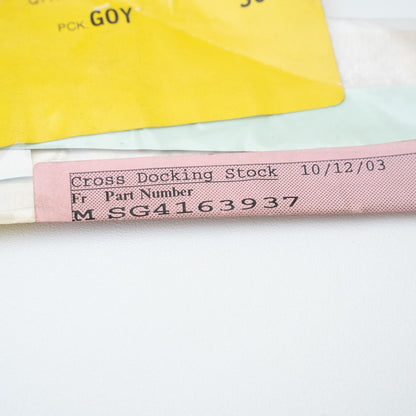 PCK GOY
Cross Docking Stock 10/12/03
Fr Part Number
M SG4163937